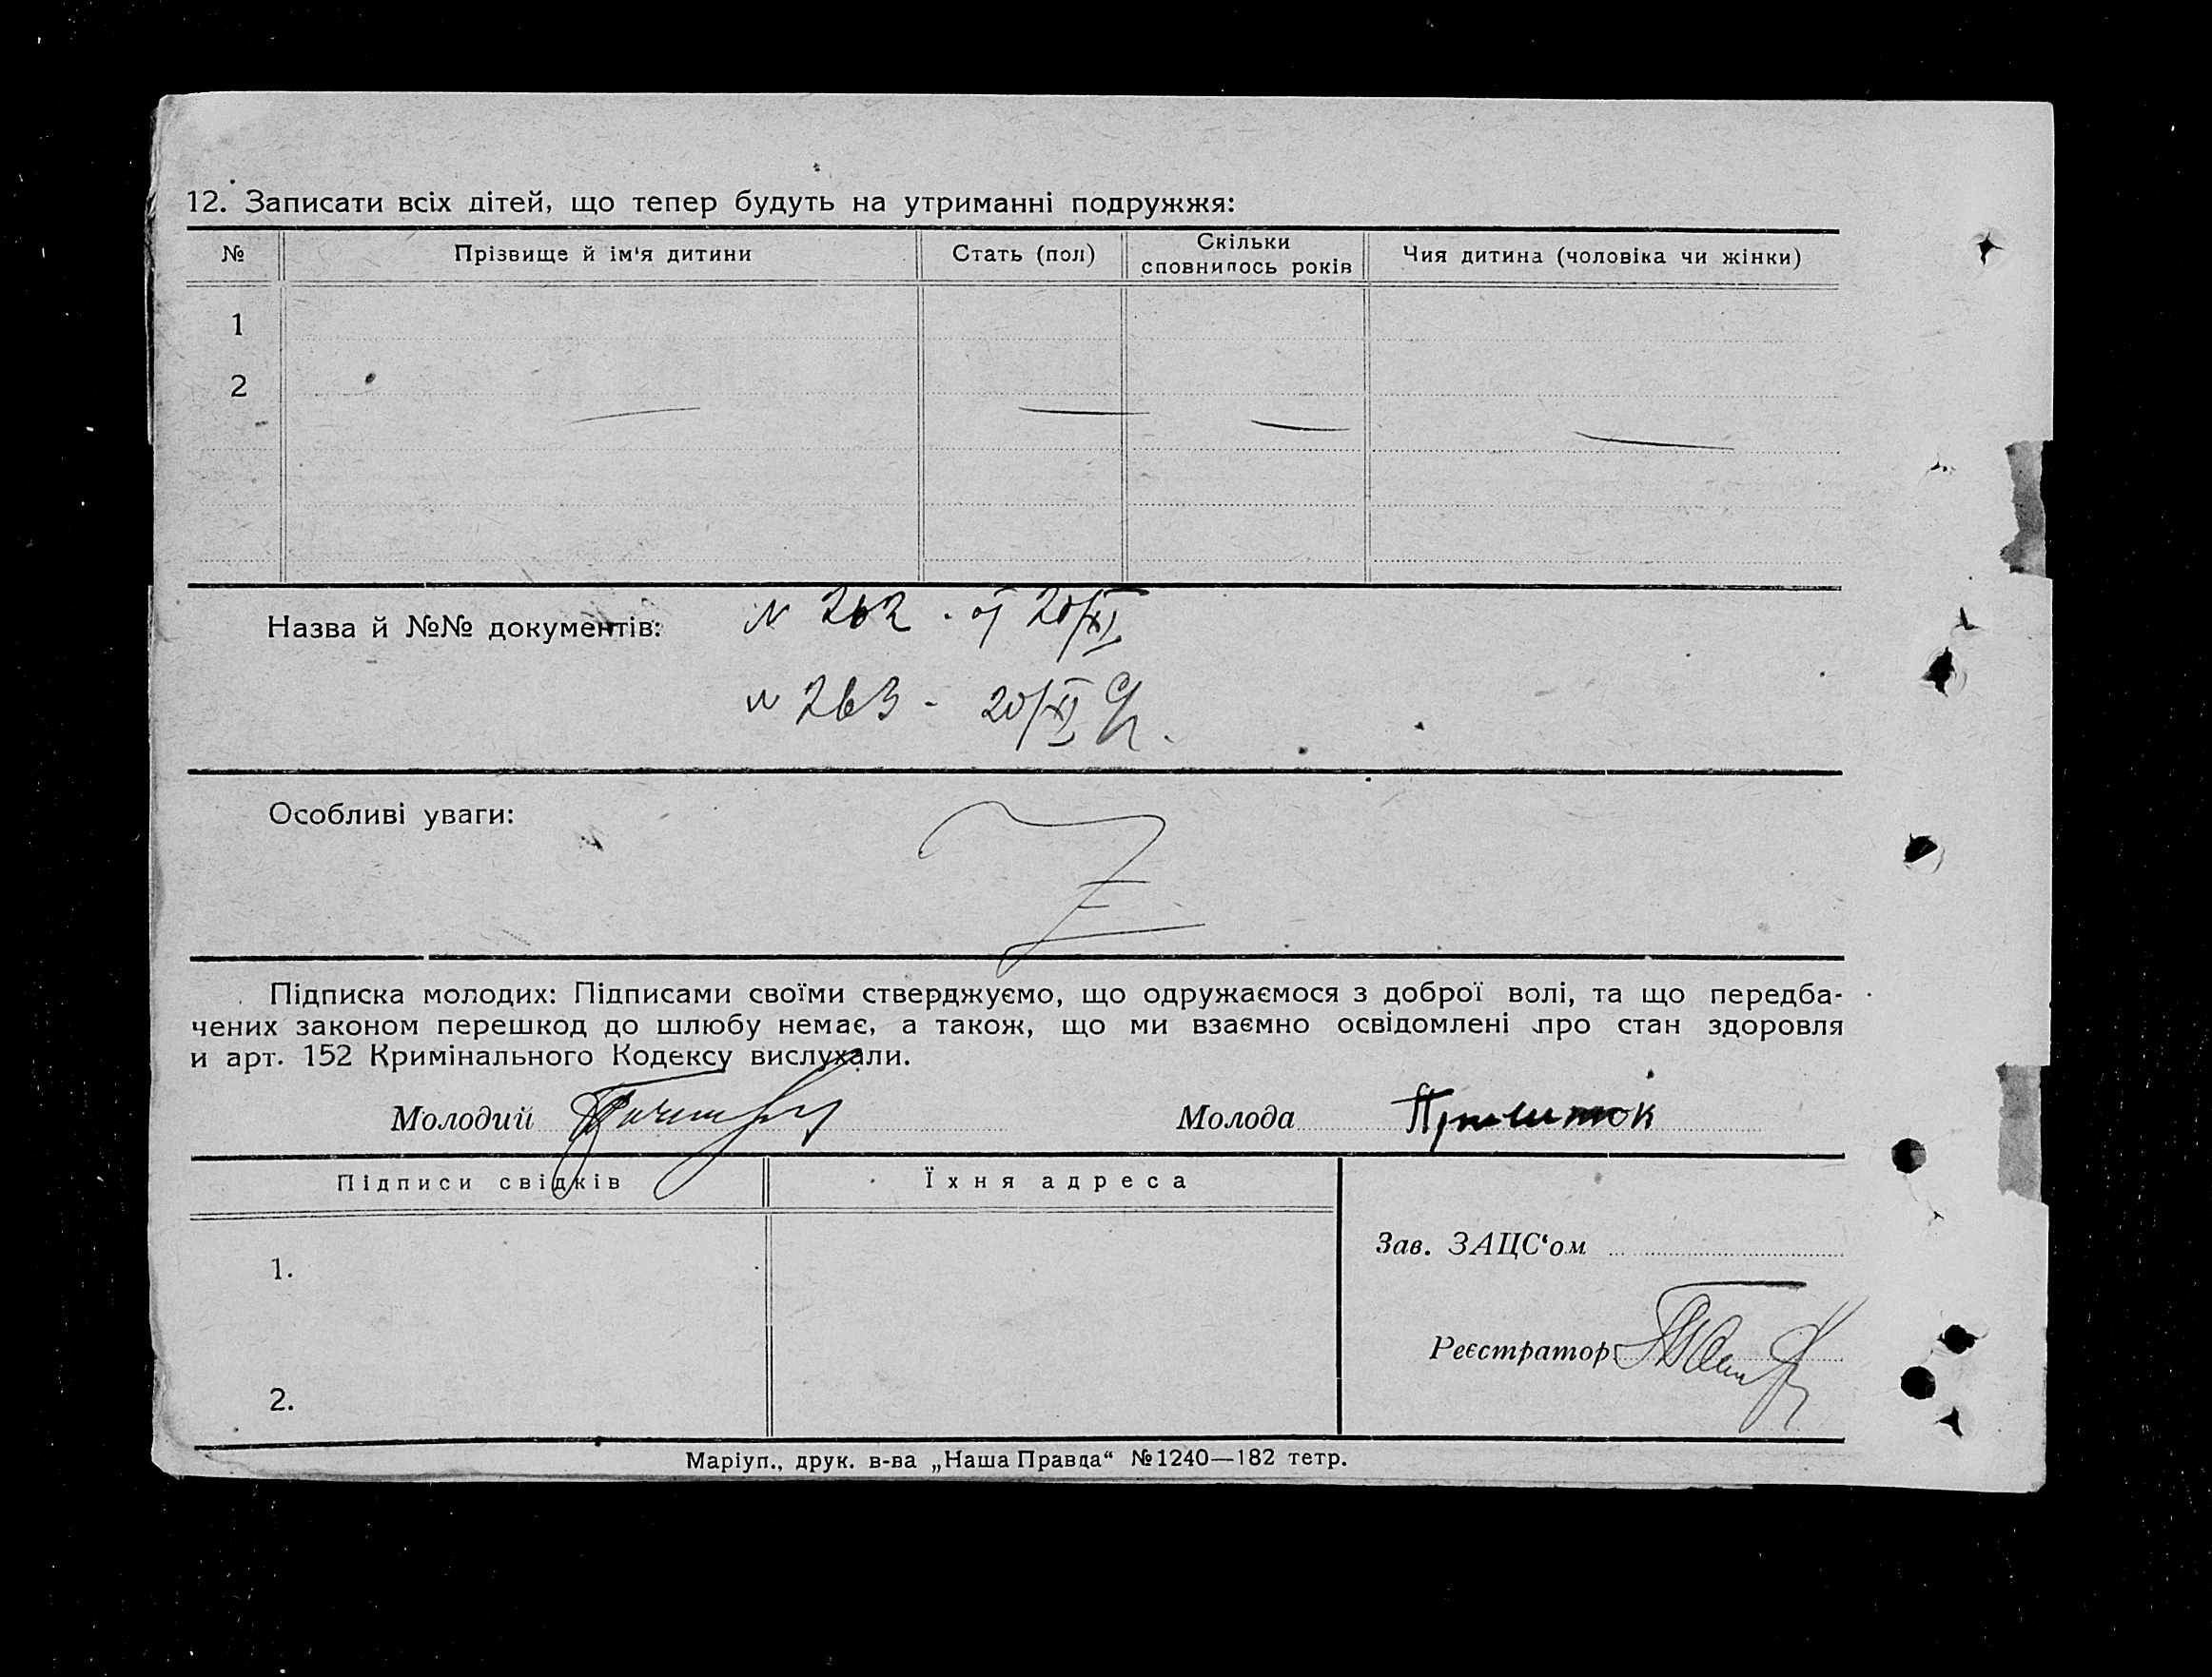 12. Записати всіх дітей, що тепер будуть на утриманні подружжя:
№ Прізвище й ім'я дитини Стать (пол) Скільки сповнилось років Чия дитина (чоловіка чи жінки)
1
2
Назва й №№ документів: N 262 - от 20/XI
N 263 - 20/XI
Особливі уваги:
Підписка молодих: Підписами своїми стверджуємо, що одружаємося з доброї волі, та що передба-
чених законом перешкод до шлюбу немає, а також, що ми взаємно освідомлені про стан здоровля
и арт. 152 Кримінального Кодексу вислухали.
Молодий Молода
Підписи свідків Їхня адреса
Зав. ЗАЦС'ом
1.
Реєстратор
2.
Маріуп., друк. в-ва „Наша Правда“ №1240—182 тетр.